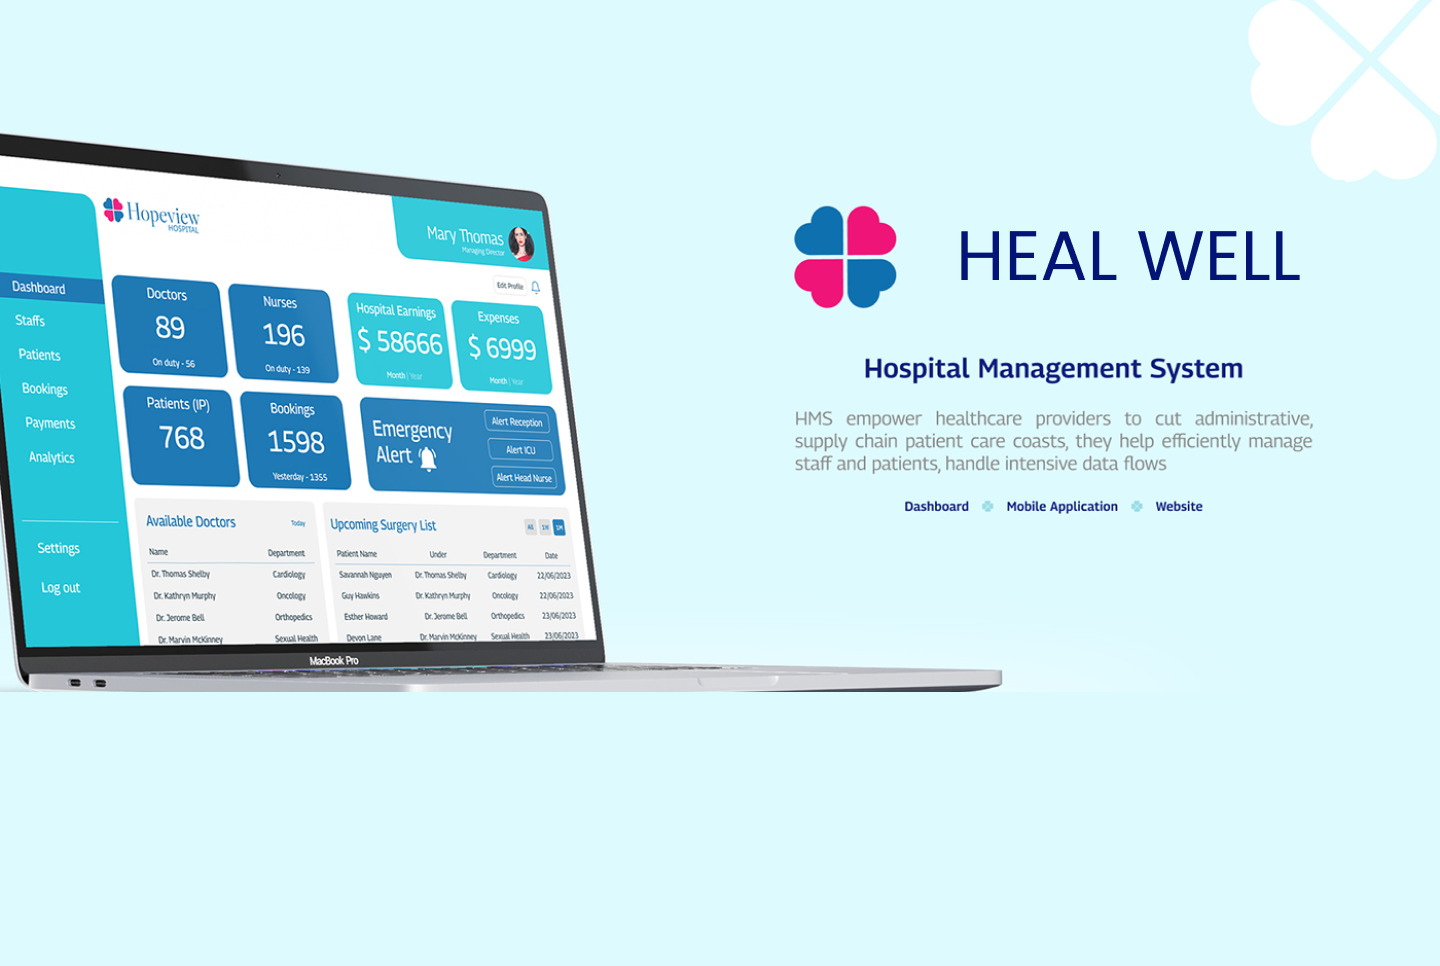 Hopeview
HOSPITAL
Mary Thomas
Managing Director
Edit Profile
Dashboard
Staffs
Patients
Bookings
Payments
Analytics
Settings
Log out
Doctors
89
On duty - 56
Nurses
196
On duty - 139
Hospital Earnings
$ 58666
Month | Year
Expenses
$ 6999
Month | Year
Patients (IP)
768
Bookings
1598
Yesterday - 1355
Emergency
Alert
Alert Reception
Alert ICU
Alert Head Nurse
Available Doctors Today
Name Department
Dr. Thomas Shelby Cardiology
Dr. Kathryn Murphy Oncology
Dr. Jerome Bell Orthopedics
Dr. Marvin McKinney Sexual Health
Upcoming Surgery List All 1W 1M
Patient Name Under Department Date
Savannah Nguyen Dr. Thomas Shelby Cardiology 22/06/2023
Guy Hawkins Dr. Kathryn Murphy Oncology 22/06/2023
Esther Howard Dr. Jerome Bell Orthopedics 23/06/2023
Devon Lane Dr. Marvin McKinney Sexual Health 23/06/2023
MacBook Pro
HEAL WELL
Hospital Management System
HMS empower healthcare providers to cut administrative,
supply chain patient care coasts, they help efficiently manage
staff and patients, handle intensive data flows
Dashboard Mobile Application Website